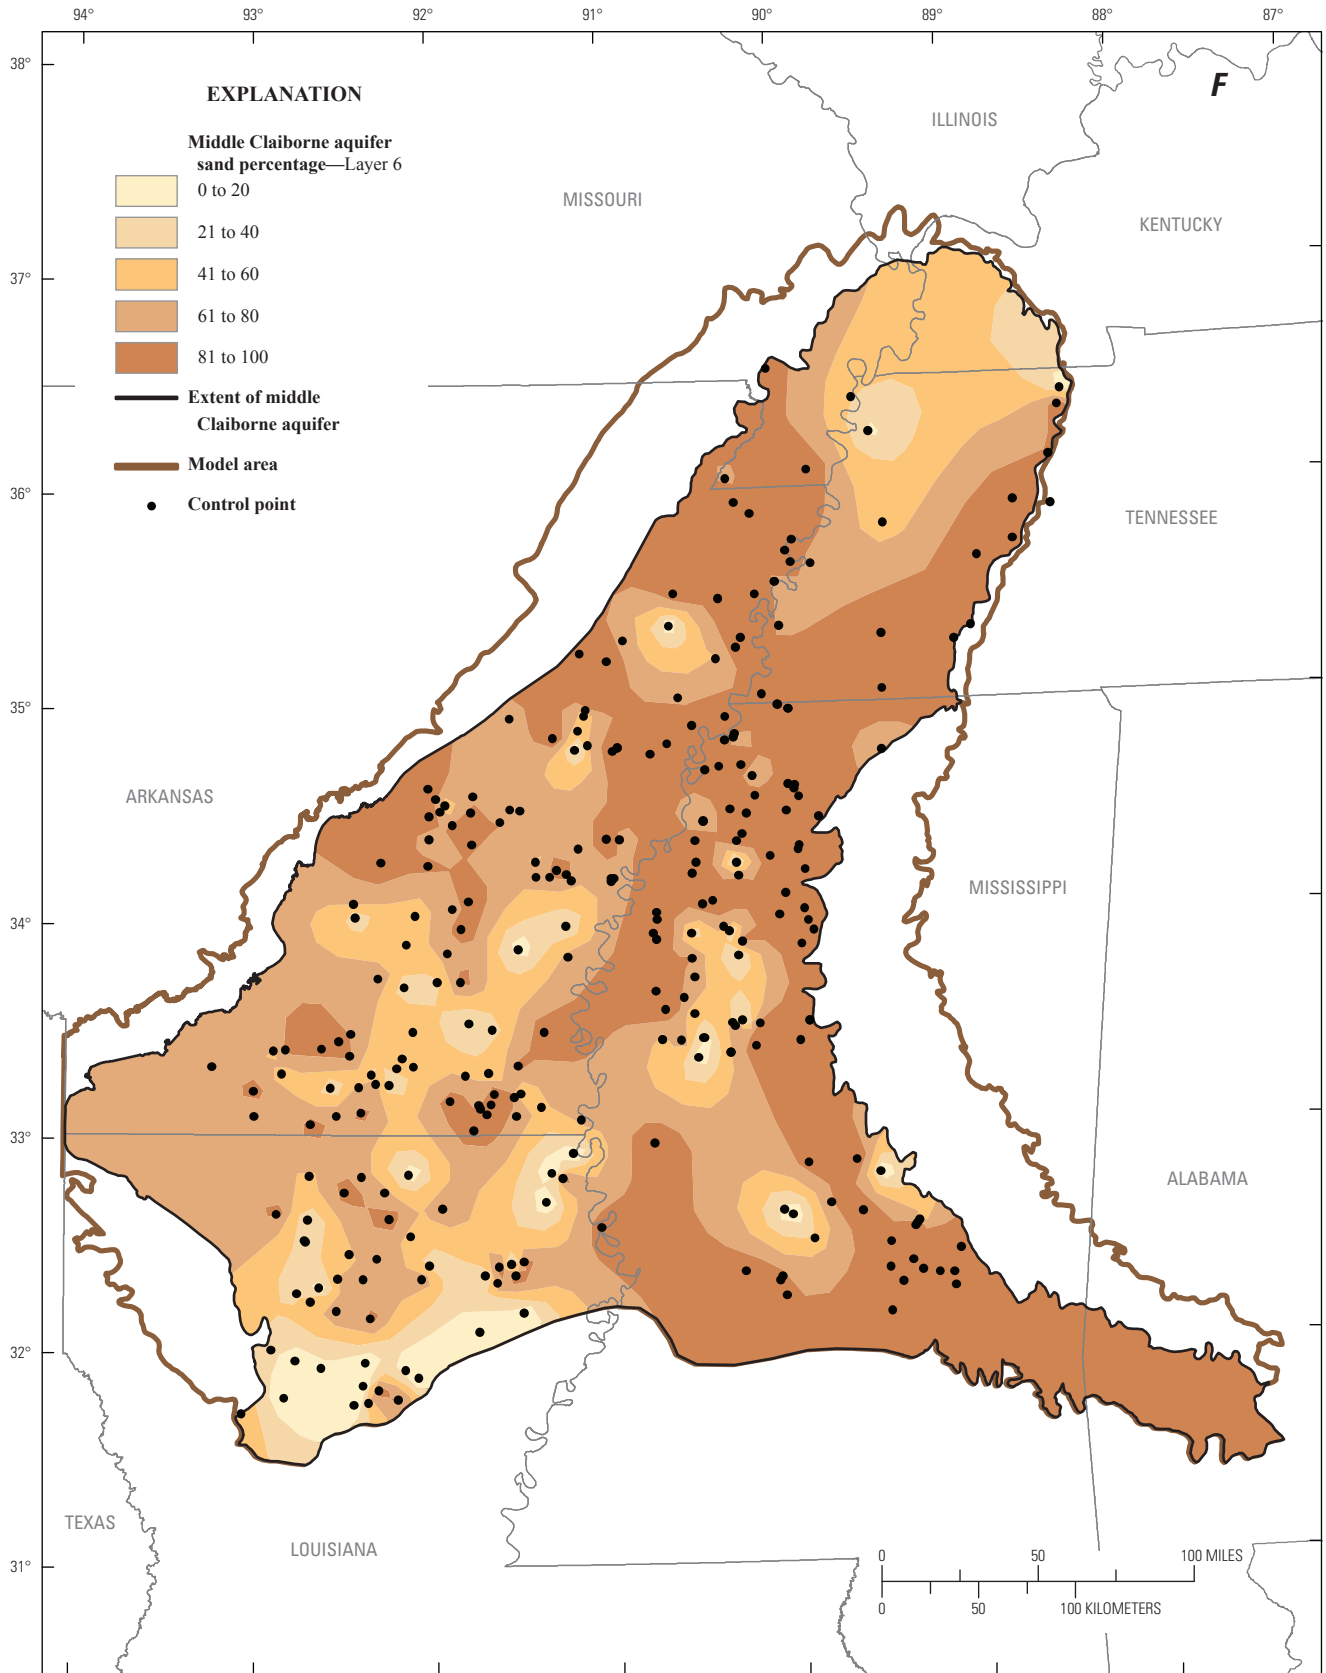 94° 93° 92° 91° 90° 89° 88° 87°
38°
F
EXPLANATION
ILLINOIS
Middle Claiborne aquifer
sand percentage—Layer 6
0 to 20
MISSOURI
KENTUCKY
21 to 40
41 to 60
37°
61 to 80
81 to 100
Extent of middle
Claiborne aquifer
Model area
36°
Control point
TENNESSEE
35°
ARKANSAS
MISSISSIPPI
34°
33°
ALABAMA
32°
TEXAS
LOUISIANA
31°
0 50 100 MILES
0 50 100 KILOMETERS